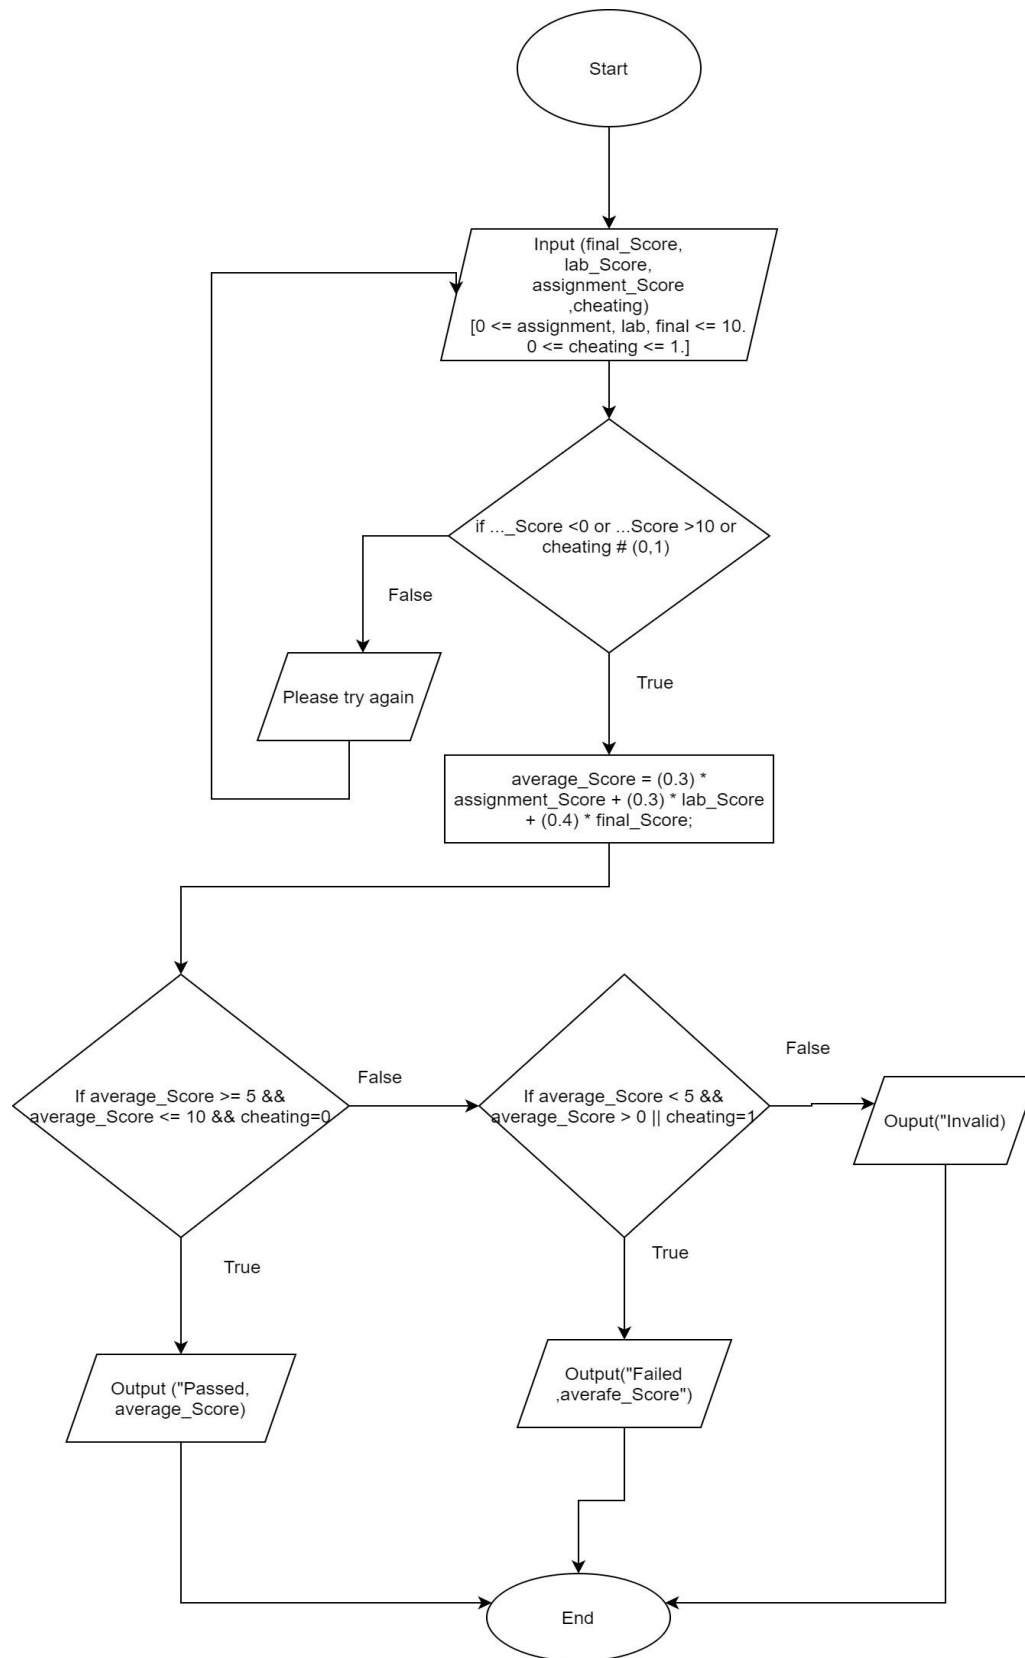 Start
Input (final_Score,
lab_Score,
assignment_Score
,cheating)
[0 <= assignment, lab, final <= 10.
0 <= cheating <= 1.]
if ..._Score <0 or ...Score >10 or
cheating # (0,1)
False
Please try again
True
average_Score = (0.3) *
assignment_Score + (0.3) * lab_Score
+ (0.4) * final_Score;
If average_Score >= 5 &&
average_Score <= 10 && cheating=0
False
If average_Score < 5 &&
average_Score > 0 || cheating=1
False
Ouput("Invalid)
True
True
Output ("Passed,
average_Score)
Output("Failed
,averafe_Score")
End